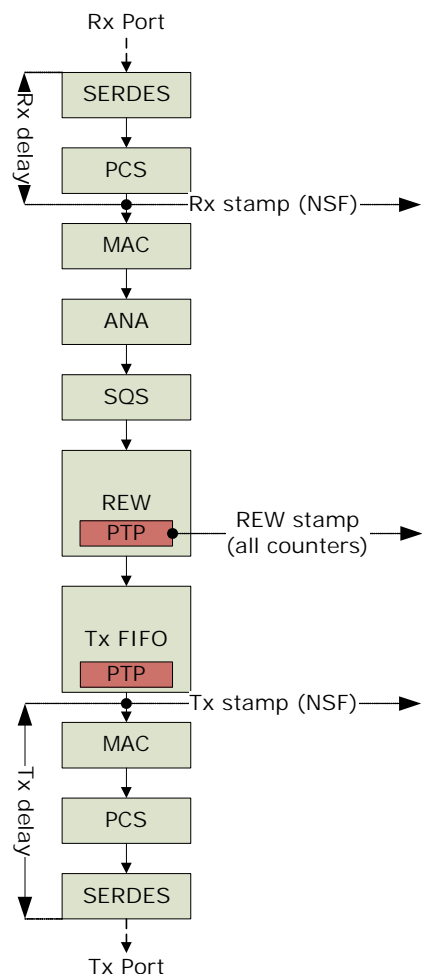 Rx Port
SERDES
Rx delay
PCS
Rx stamp (NSF)
MAC
ANA
SQS
REW
PTP
REW stamp
(all counters)
Tx FIFO
PTP
Tx stamp (NSF)
MAC
Tx delay
PCS
SERDES
Tx Port